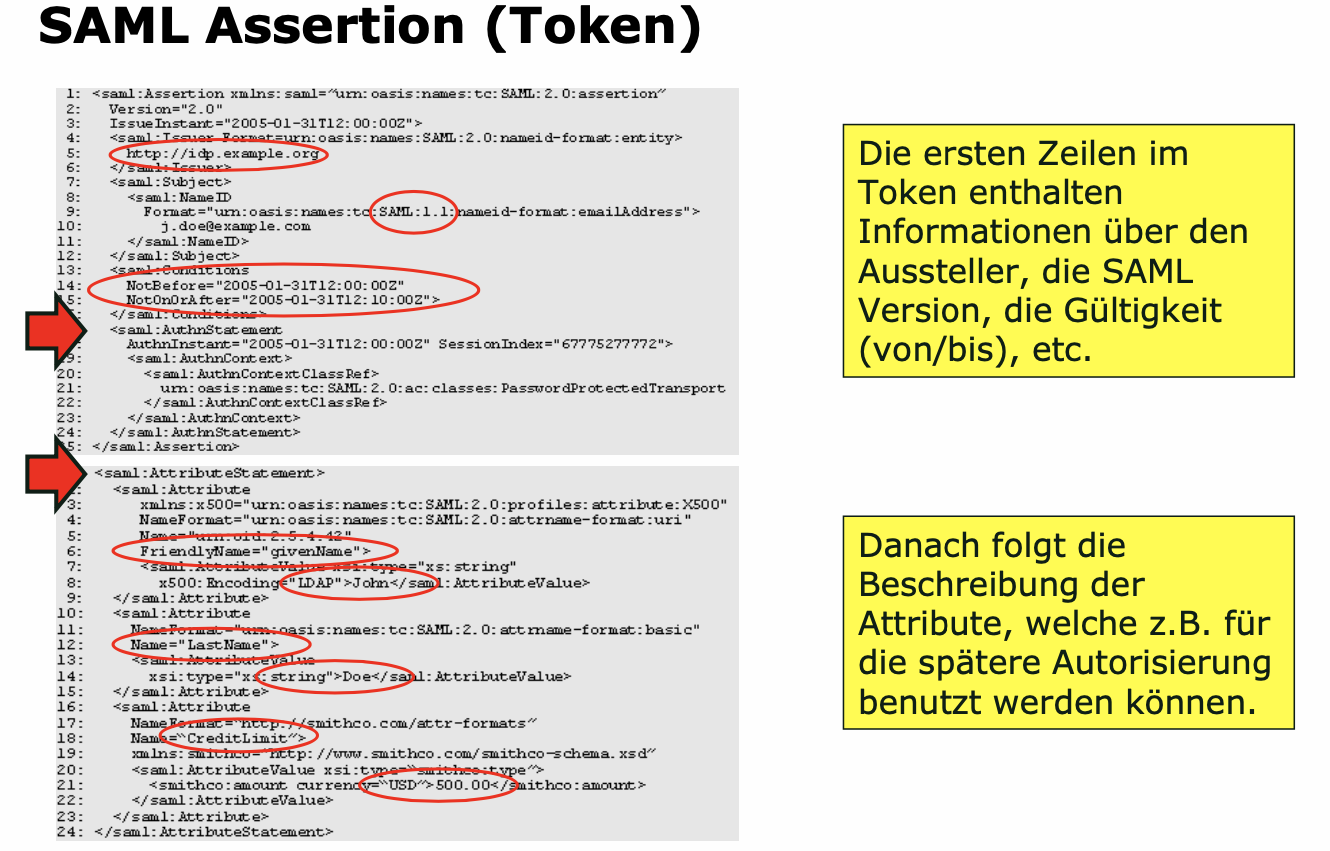 SAML Assertion (Token)
1: <saml:Assertion xmlns:saml="urn:oasis:names:tc:SAML:2.0:assertion"
2: Version="2.0"
3: IssueInstant="2005-01-31T12:00:00Z">
4: <saml:Issuer Format=urn:oasis:names:SAML:2.0:nameid-format:entity>
5: http://idp.example.org
6: </saml:Issuer>
7: <saml:Subject>
8: <saml:NameID
9: Format="urn:oasis:names:tc:SAML:1.1:nameid-format:emailAddress">
10: j.doe@example.com
11: </saml:NameID>
12: </saml:Subject>
13: <saml:Conditions
14: NotBefore="2005-01-31T12:00:00Z"
15: NotOnOrAfter="2005-01-31T12:10:00Z">
</saml:Conditions>
<saml:AuthnStatement
AuthnInstant="2005-01-31T12:00:00Z" SessionIndex="67775277772">
19: <saml:AuthnContext>
20: <saml:AuthnContextClassRef>
21: urn:oasis:names:tc:SAML:2.0:ac:classes:PasswordProtectedTransport
22: </saml:AuthnContextClassRef>
23: </saml:AuthnContext>
24: </saml:AuthnStatement>
5: </saml:Assertion>
Die ersten Zeilen im
Token enthalten
Informationen über den
Aussteller, die SAML
Version, die Gültigkeit
(von/bis), etc.
<saml:AttributeStatement>
2: <saml:Attribute
3: xmlns:x500="urn:oasis:names:tc:SAML:2.0:profiles:attribute:X500"
4: NameFormat="urn:oasis:names:tc:SAML:2.0:attrname-format:uri"
5: Name="urn:oid:2.5.4.42"
6: FriendlyName="givenName">
7: <saml:AttributeValue xsi:type="xs:string"
8: x500:Encoding="LDAP">John</saml:AttributeValue>
9: </saml:Attribute>
10: <saml:Attribute
11: NameFormat="urn:oasis:names:tc:SAML:2.0:attrname-format:basic"
12: Name="LastName">
13: <saml:AttributeValue
14: xsi:type="xs:string">Doe</saml:AttributeValue>
15: </saml:Attribute>
16: <saml:Attribute
17: NameFormat="http://smithco.com/attr-formats"
18: Name="CreditLimit">
19: xmlns:smithco="http://www.smithco.com/smithco-schema.xsd"
20: <saml:AttributeValue xsi:type="smithco:type">
21: <smithco:amount currency="USD">500.00</smithco:amount>
22: </saml:AttributeValue>
23: </saml:Attribute>
24: </saml:AttributeStatement>
Danach folgt die
Beschreibung der
Attribute, welche z.B. für
die spätere Autorisierung
benutzt werden können.